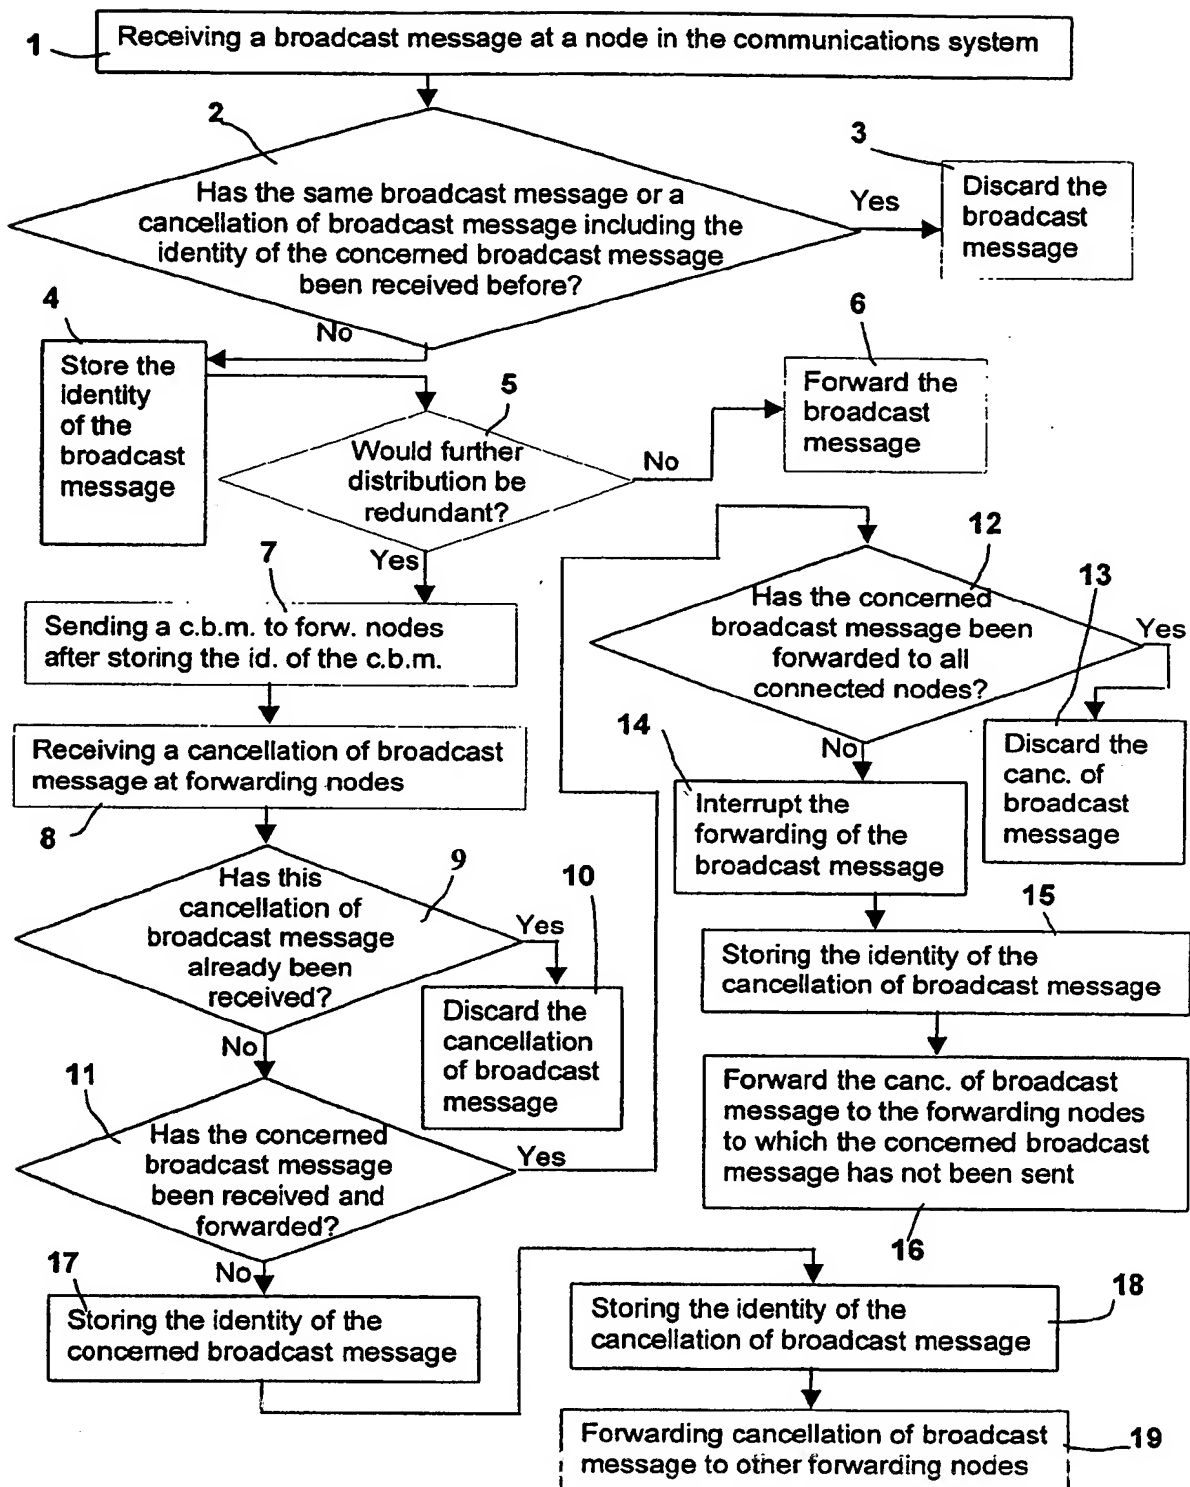 1
Receiving a broadcast message at a node in the communications system
2
Has the same broadcast message or a
cancellation of broadcast message including the
identity of the concerned broadcast message
been received before?
Yes
3
Discard the
broadcast
message
No
4
Store the
identity
of the
broadcast
message
5
Would further
distribution be
redundant?
No
6
Forward the
broadcast
message
Yes
7
Sending a c.b.m. to forw. nodes
after storing the id. of the c.b.m.
8
Receiving a cancellation of broadcast
message at forwarding nodes
9
Has this
cancellation of
broadcast message
already been
received?
Yes
10
Discard the
cancellation
of broadcast
message
No
11
Has the concerned
broadcast message
been received and
forwarded?
Yes
12
Has the concerned
broadcast message been
forwarded to all
connected nodes?
Yes
13
Discard the
canc. of
broadcast
message
No
14
Interrupt the
forwarding of the
broadcast message
15
Storing the identity of the
cancellation of broadcast message
Forward the canc. of broadcast
message to the forwarding nodes
to which the concerned broadcast
message has not been sent
16
No
17
Storing the identity of the
concerned broadcast message
18
Storing the identity of the
cancellation of broadcast message
19
Forwarding cancellation of broadcast
message to other forwarding nodes